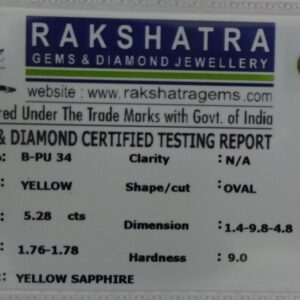 RAKSHATRA
GEMS & DIAMOND JEWELLERY
website : www.rakshatragems.com
red Under The Trade Marks with Govt. of India
& DIAMOND CERTIFIED TESTING REPORT
: B-PU 34 Clarity : N/A
: YELLOW Shape/cut : OVAL
: 5.28 cts Dimension : 1.4-9.8-4.8
: 1.76-1.78 Hardness : 9.0
: YELLOW SAPPHIRE